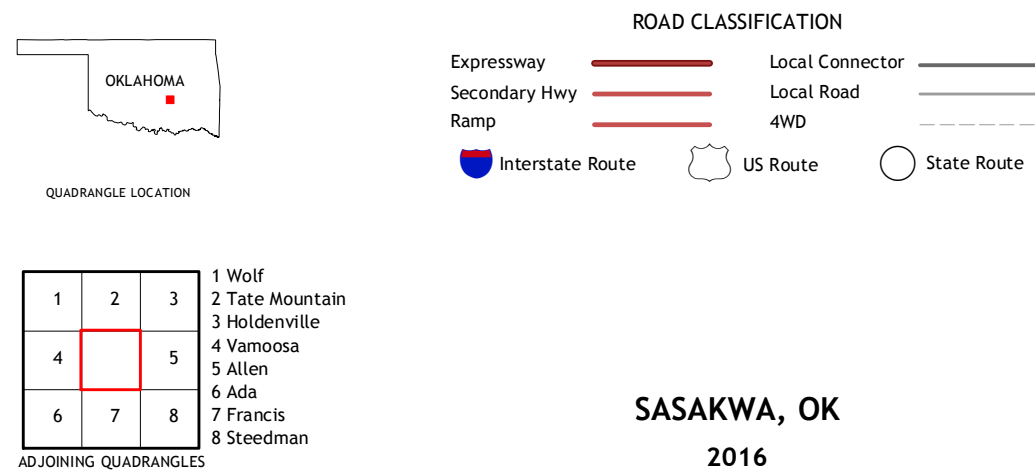 OKLAHOMA
QUADRANGLE LOCATION
ROAD CLASSIFICATION
Expressway
Secondary Hwy
Ramp
Local Connector
Local Road
4WD
Interstate Route
US Route
State Route
1 2 3
4 5
6 7 8
ADJOINING QUADRANGLES
1 Wolf
2 Tate Mountain
3 Holdenville
4 Vamoosa
5 Allen
6 Ada
7 Francis
8 Steedman
SASAKWA, OK
2016